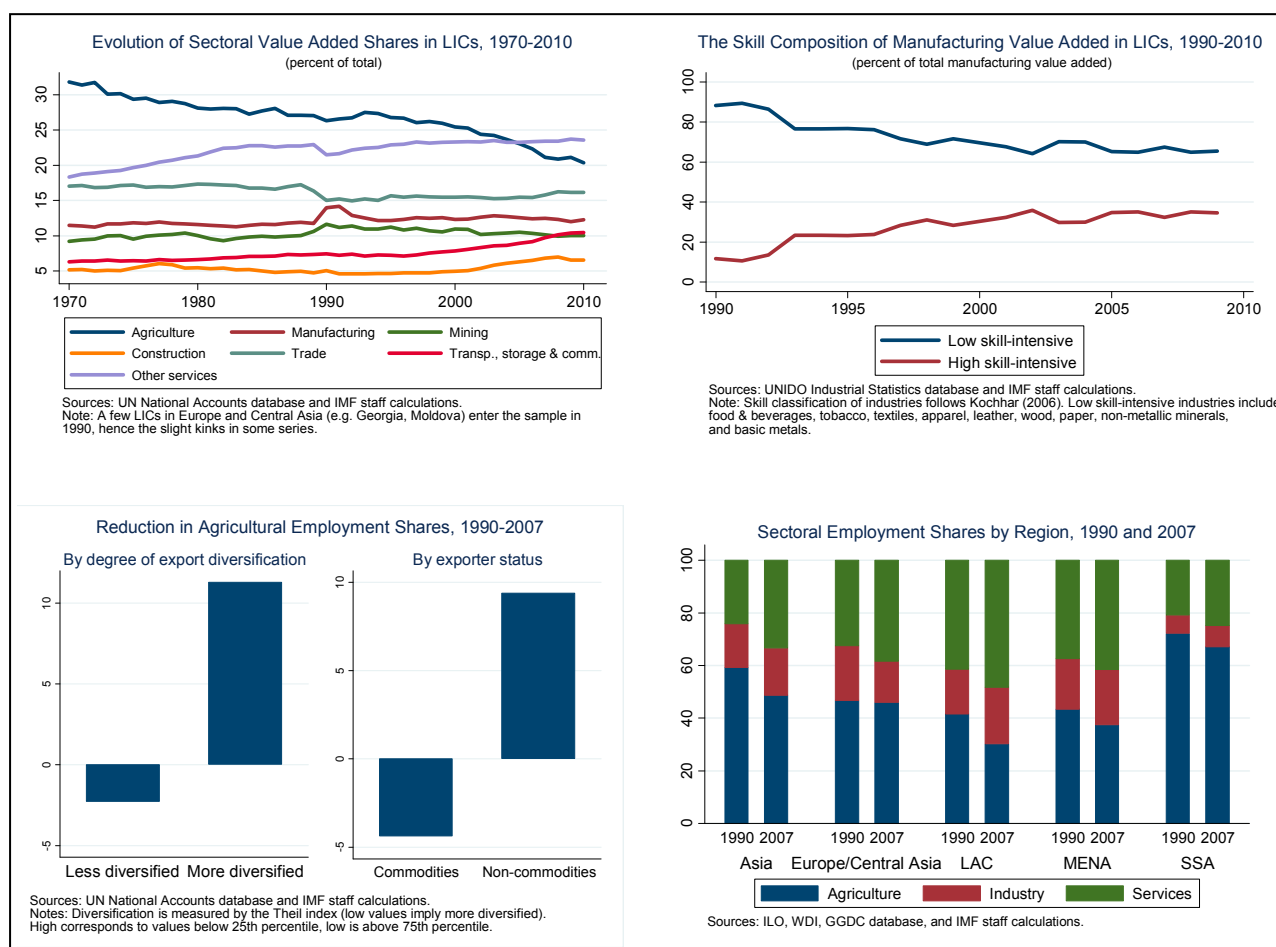 Evolution of Sectoral Value Added Shares in LICs, 1970-2010
(percent of total)
30
25
20
15
10
5
1970
1980
1990
2000
2010
Agriculture
Manufacturing
Mining
Construction
Trade
Transp., storage & comm.
Other services
Sources: UN National Accounts database and IMF staff calculations.
Note: A few LICs in Europe and Central Asia (e.g. Georgia, Moldova) enter the sample in
1990, hence the slight kinks in some series.
The Skill Composition of Manufacturing Value Added in LICs, 1990-2010
(percent of total manufacturing value added)
100
80
60
40
20
0
1990
1995
2000
2005
2010
Low skill-intensive
High skill-intensive
Sources: UNIDO Industrial Statistics database and IMF staff calculations.
Note: Skill classification of industries follows Kochhar (2006). Low skill-intensive industries include
food & beverages, tobacco, textiles, apparel, leather, wood, paper, non-metallic minerals,
and basic metals.
Reduction in Agricultural Employment Shares, 1990-2007
By degree of export diversification
10
5
0
-5
Less diversified More diversified
By exporter status
10
5
0
-5
Commodities Non-commodities
Sources: UN National Accounts database and IMF staff calculations.
Notes: Diversification is measured by the Theil index (low values imply more diversified).
High corresponds to values below 25th percentile, low is above 75th percentile.
Sectoral Employment Shares by Region, 1990 and 2007
100
80
60
40
20
0
1990 2007 1990 2007 1990 2007 1990 2007 1990 2007
Asia Europe/Central Asia LAC MENA SSA
Agriculture Industry Services
Sources: ILO, WDI, GGDC database, and IMF staff calculations.